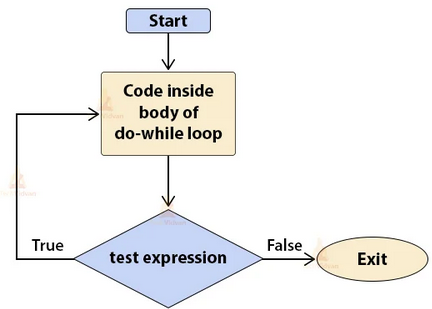 Start
Code inside
body of
do-while loop
True
test expression
False
Exit